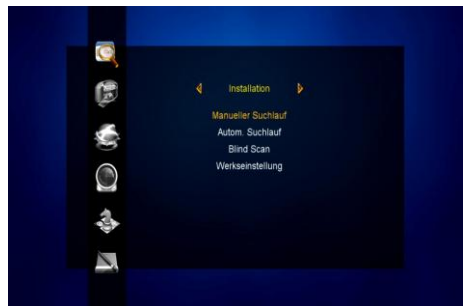 Installation
Manueller Suchlauf
Autom. Suchlauf
Blind Scan
Werkseinstellung